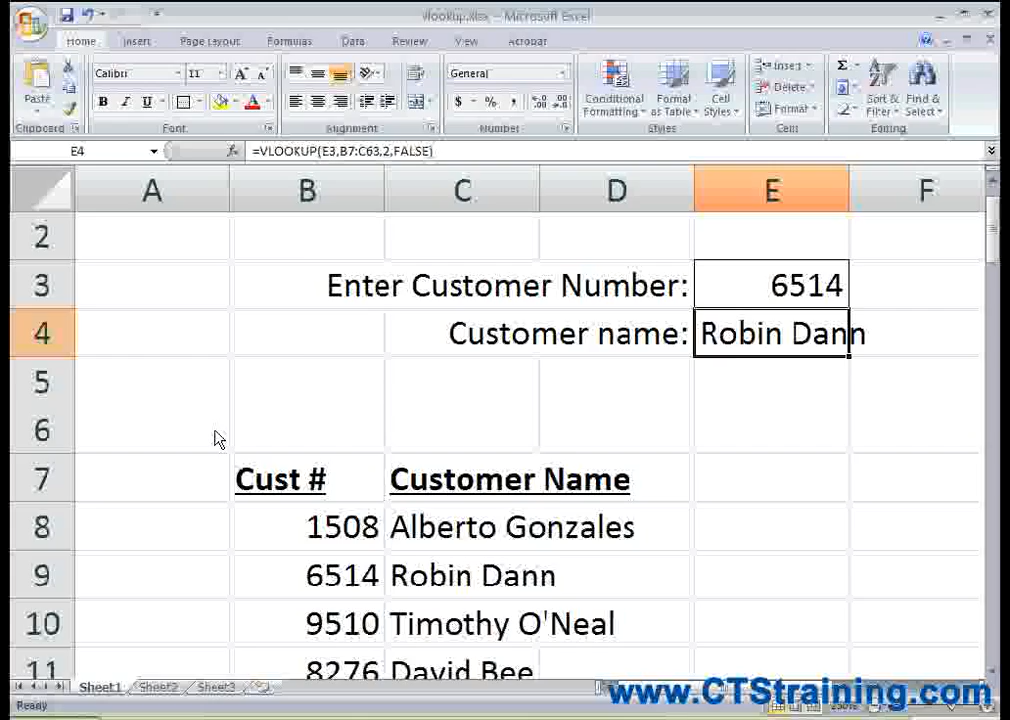 vlookup.xlsx - Microsoft Excel
Home Insert Page Layout Formulas Data Review View Acrobat
Calibri 11 General Insert
Paste Conditional Format Cell Delete Sort & Find &
Formatting as Table Styles Format Filter Select
Clipboard Font Alignment Number Styles Cells Editing
E4 fx =VLOOKUP(E3,B7:C63,2,FALSE)
A B C D E F
2
3 Enter Customer Number: 6514
4 Customer name: Robin Dann
5
6
7 Cust # Customer Name
8 1508 Alberto Gonzales
9 6514 Robin Dann
10 9510 Timothy O'Neal
11 8276 David Bee
Sheet1 Sheet2 Sheet3
www.CTStraining.com
Ready